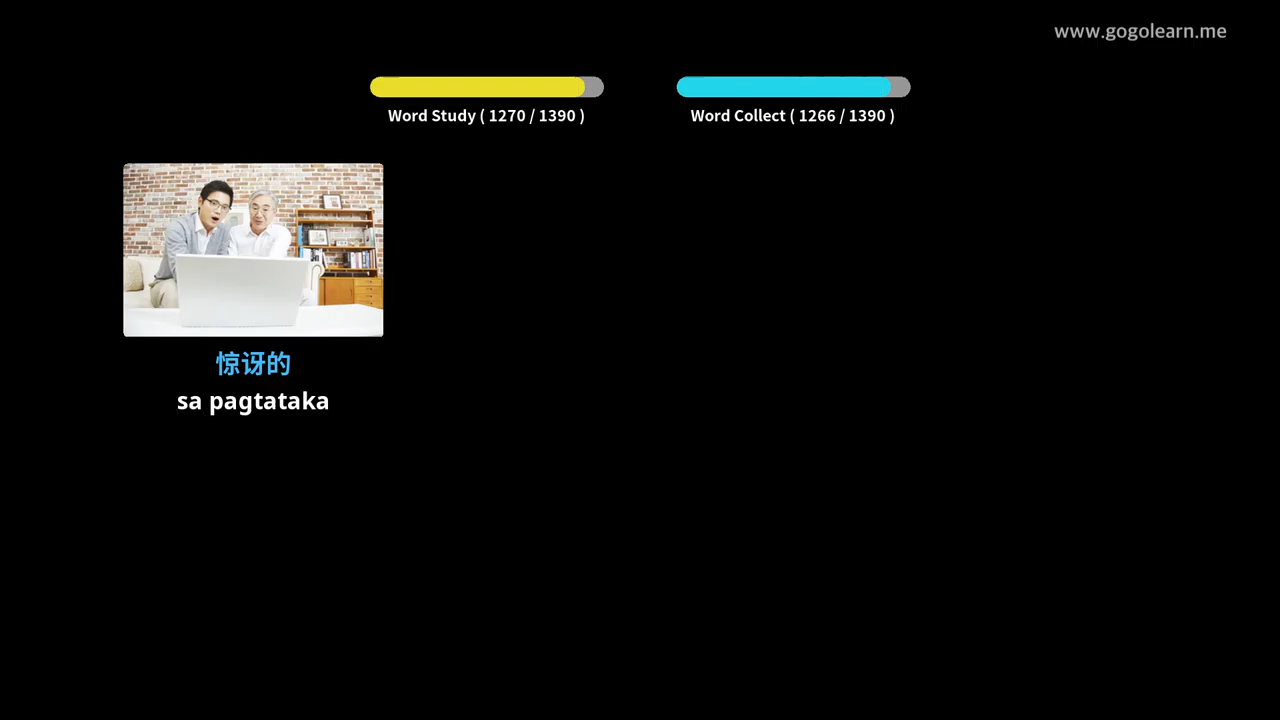 www.gogolearn.me
Word Study ( 1270 / 1390 )
Word Collect ( 1266 / 1390 )
惊讶的
sa pagtataka